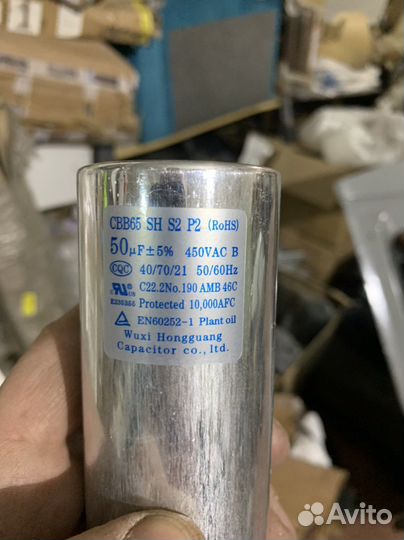 CBB65 SH S2 P2 (RoHS)
50μF±5% 450VAC B
CQC 40/70/21 50/60Hz
C22.2No.190 AMB 46C
Protected 10,000AFC
EN60252-1 Plant oil
Wuxi Hongguang
Capacitor co., ltd.
Avito